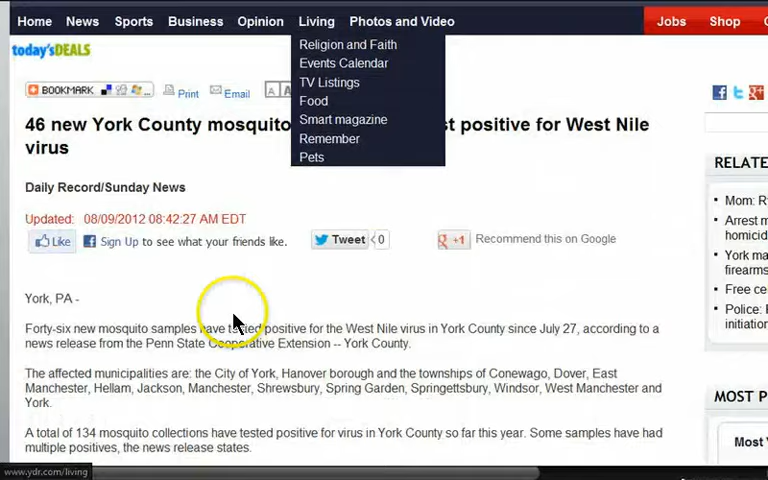 Home News Sports Business Opinion Living Photos and Video Jobs Shop
today'sDEALS
Religion and Faith
Events Calendar
TV Listings
Food
Smart magazine
Remember
Pets
BOOKMARK Print Email A A
46 new York County mosquito t positive for West Nile
virus
Daily Record/Sunday News
Updated: 08/09/2012 08:42:27 AM EDT
Like Sign Up to see what your friends like. Tweet 0 +1 Recommend this on Google
York, PA -
Forty-six new mosquito samples have tested positive for the West Nile virus in York County since July 27, according to a
news release from the Penn State Cooperative Extension -- York County.
The affected municipalities are: the City of York, Hanover borough and the townships of Conewago, Dover, East
Manchester, Hellam, Jackson, Manchester, Shrewsbury, Spring Garden, Springettsbury, Windsor, West Manchester and
York.
A total of 134 mosquito collections have tested positive for virus in York County so far this year. Some samples have had
multiple positives, the news release states.
RELATE
Mom: R
Arrest m
homicid
York ma
firearms
Free ce
Police:
initiation
MOST P
Most V
www.ydr.com/living